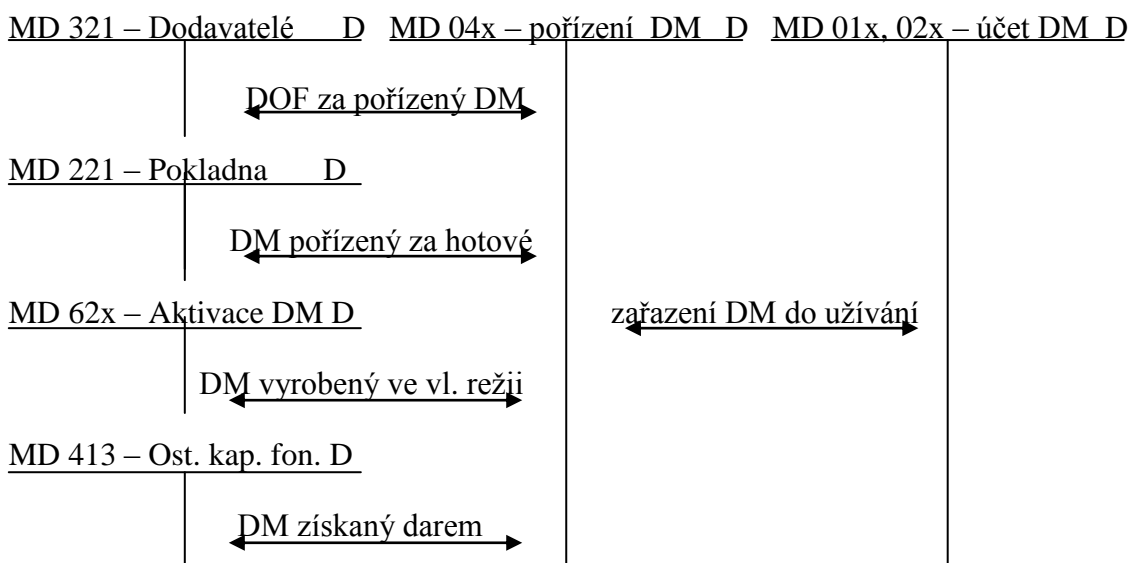 MD 321 – Dodavatelé D MD 04x – pořízení DM D MD 01x, 02x – účet DM D
DOF za pořízený DM
MD 221 – Pokladna D
DM pořízený za hotové
MD 62x – Aktivace DM D zařazení DM do užívání
DM vyrobený ve vl. režii
MD 413 – Ost. kap. fon. D
DM získaný darem